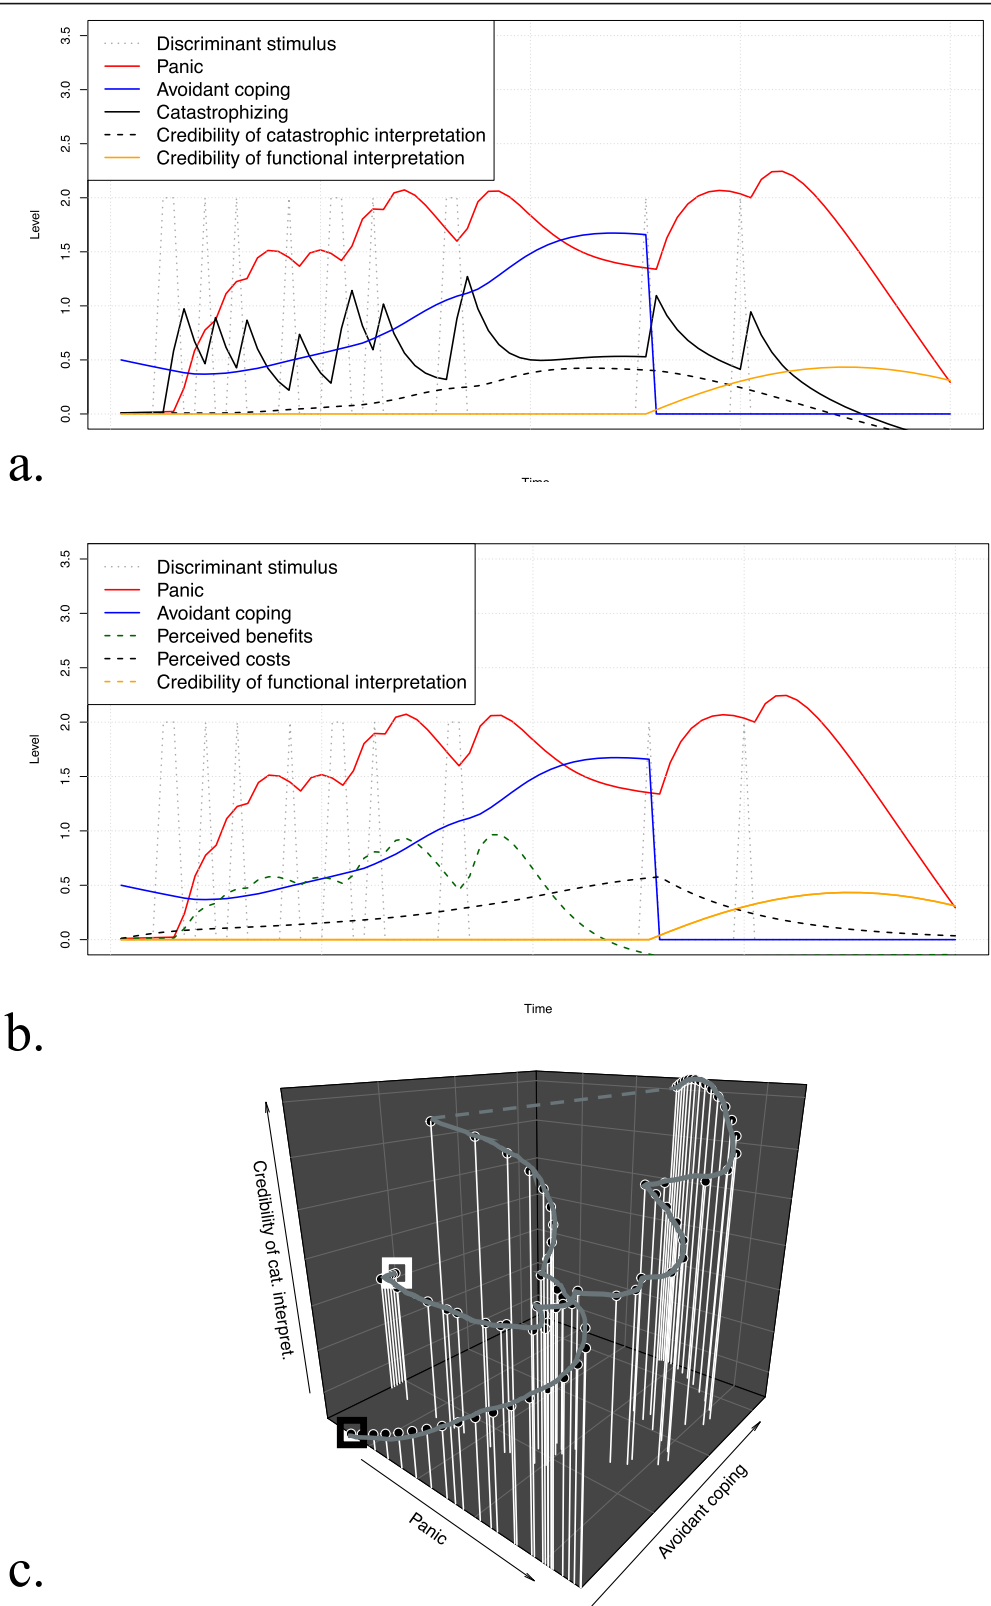 Discriminant stimulus
Panic
Avoidant coping
Catastrophizing
Credibility of catastrophic interpretation
Credibility of functional interpretation
3.5
3.0
2.5
2.0
1.5
1.0
0.5
0.0
Level
Time
a.
Discriminant stimulus
Panic
Avoidant coping
Perceived benefits
Perceived costs
Credibility of functional interpretation
3.5
3.0
2.5
2.0
1.5
1.0
0.5
0.0
Level
Time
b.
Credibility of cat. interpret.
Panic
Avoidant coping
c.